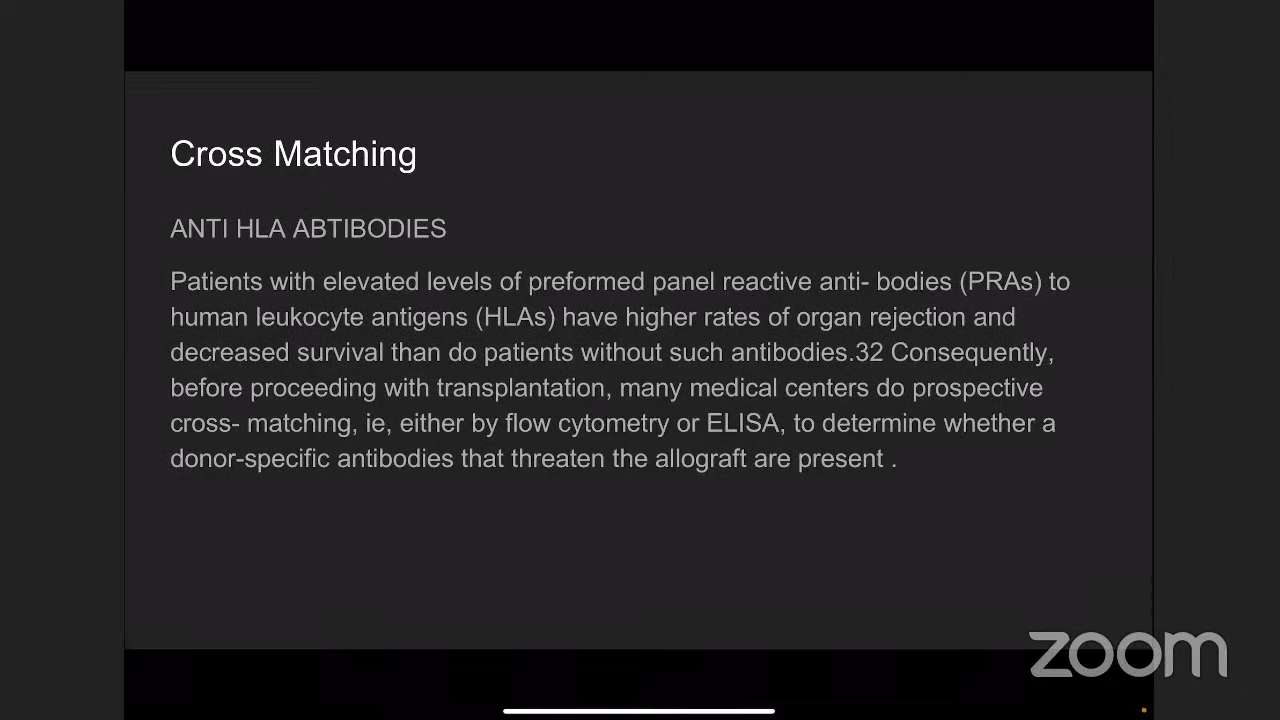 Cross Matching
ANTI HLA ABTIBODIES
Patients with elevated levels of preformed panel reactive anti- bodies (PRAs) to
human leukocyte antigens (HLAs) have higher rates of organ rejection and
decreased survival than do patients without such antibodies.32 Consequently,
before proceeding with transplantation, many medical centers do prospective
cross- matching, ie, either by flow cytometry or ELISA, to determine whether a
donor-specific antibodies that threaten the allograft are present .
zoom